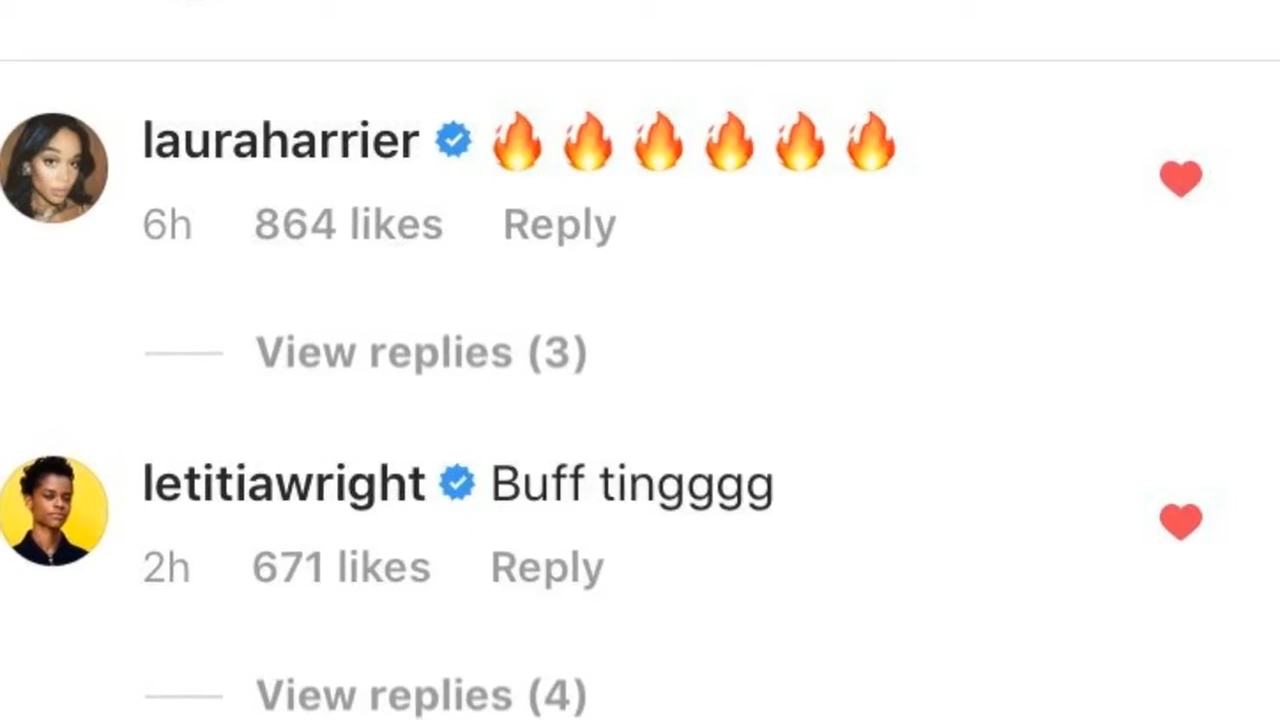 lauraharrier 🔥🔥🔥🔥🔥🔥
6h 864 likes Reply
View replies (3)
letitiawright Buff tingggg
2h 671 likes Reply
View replies (4)